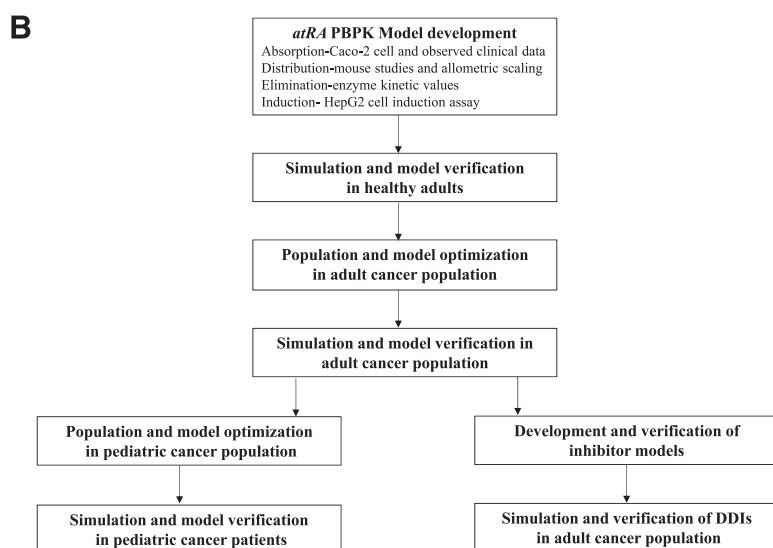 B
atRA PBPK Model development
Absorption-Caco-2 cell and observed clinical data
Distribution-mouse studies and allometric scaling
Elimination-enzyme kinetic values
Induction- HepG2 cell induction assay
Simulation and model verification
in healthy adults
Population and model optimization
in adult cancer population
Simulation and model verification in
adult cancer population
Population and model optimization
in pediatric cancer population
Simulation and model verification
in pediatric cancer patients
Development and verification of
inhibitor models
Simulation and verification of DDIs
in adult cancer population